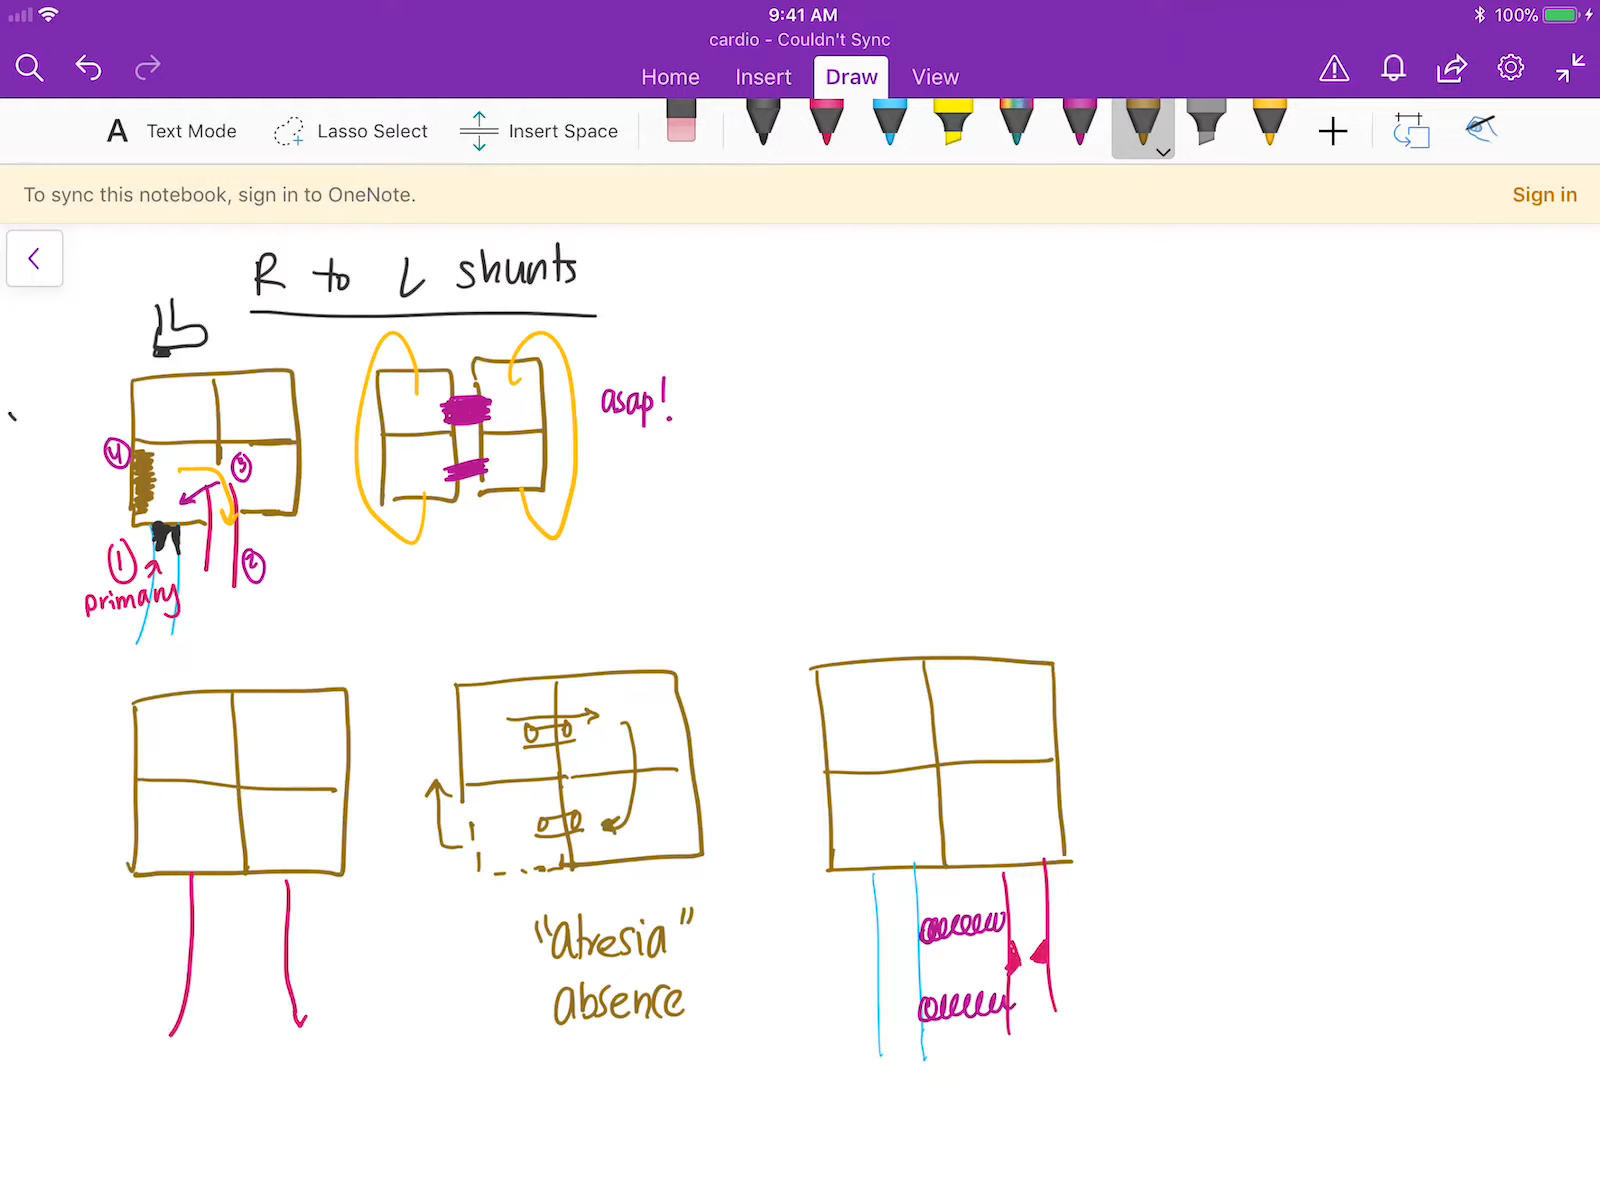 9:41 AM
100%
cardio - Couldn't Sync
Home Insert Draw View
A Text Mode Lasso Select Insert Space
To sync this notebook, sign in to OneNote.
Sign in
R to L shunts
asap!
4
3
1
2
primary
"atresia"
absence